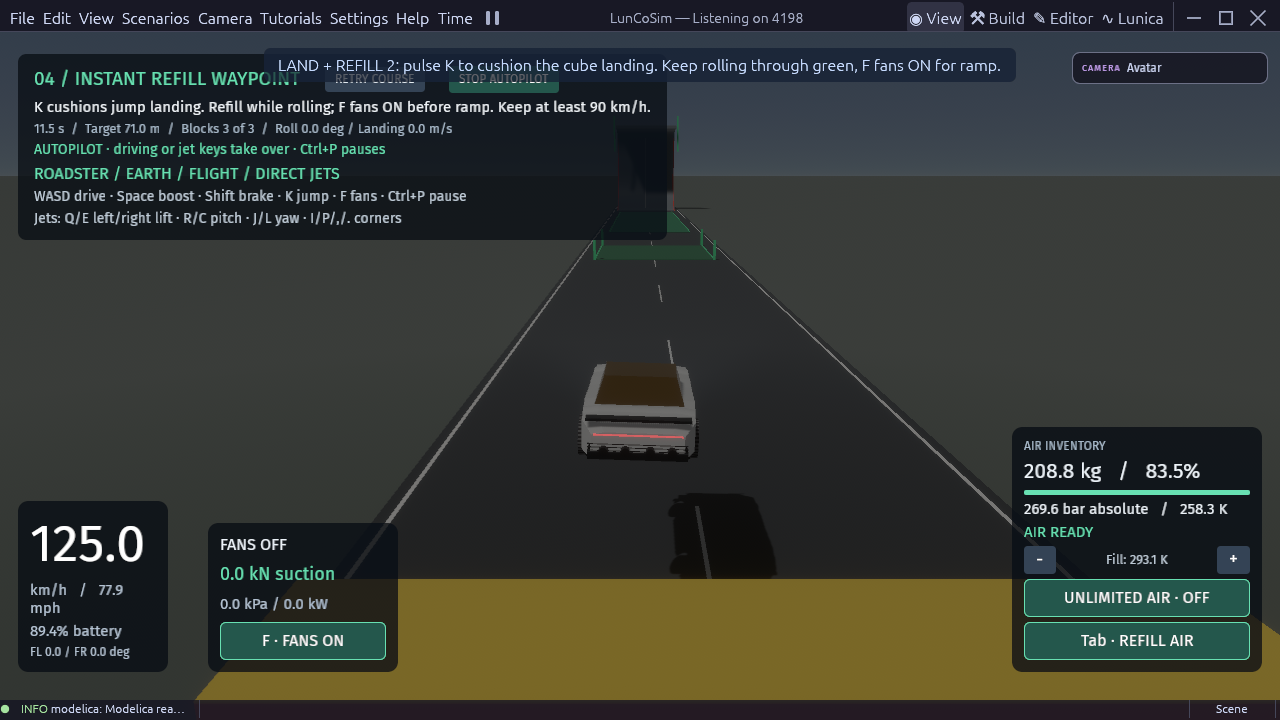 File Edit View Scenarios Camera Tutorials Settings Help Time
LunCoSim — Listening on 4198
View Build Editor Lunica
LAND + REFILL 2: pulse K to cushion the cube landing. Keep rolling through green, F fans ON for ramp.
04 / INSTANT REFILL WAYPOINT
RETRY COURSE
STOP AUTOPILOT
K cushions jump landing. Refill while rolling; F fans ON before ramp. Keep at least 90 km/h.
11.5 s / Target 71.0 m / Blocks 3 of 3 / Roll 0.0 deg / Landing 0.0 m/s
AUTOPILOT · driving or jet keys take over · Ctrl+P pauses
ROADSTER / EARTH / FLIGHT / DIRECT JETS
WASD drive · Space boost · Shift brake · K jump · F fans · Ctrl+P pause
Jets: Q/E left/right lift · R/C pitch · J/L yaw · I/P/,/. corners
CAMERA Avatar
125.0
km/h / 77.9
mph
89.4% battery
FL 0.0 / FR 0.0 deg
FANS OFF
0.0 kN suction
0.0 kPa / 0.0 kW
F · FANS ON
AIR INVENTORY
208.8 kg / 83.5%
269.6 bar absolute / 258.3 K
AIR READY
- Fill: 293.1 K +
UNLIMITED AIR · OFF
Tab · REFILL AIR
INFO modelica: Modelica rea...
Scene